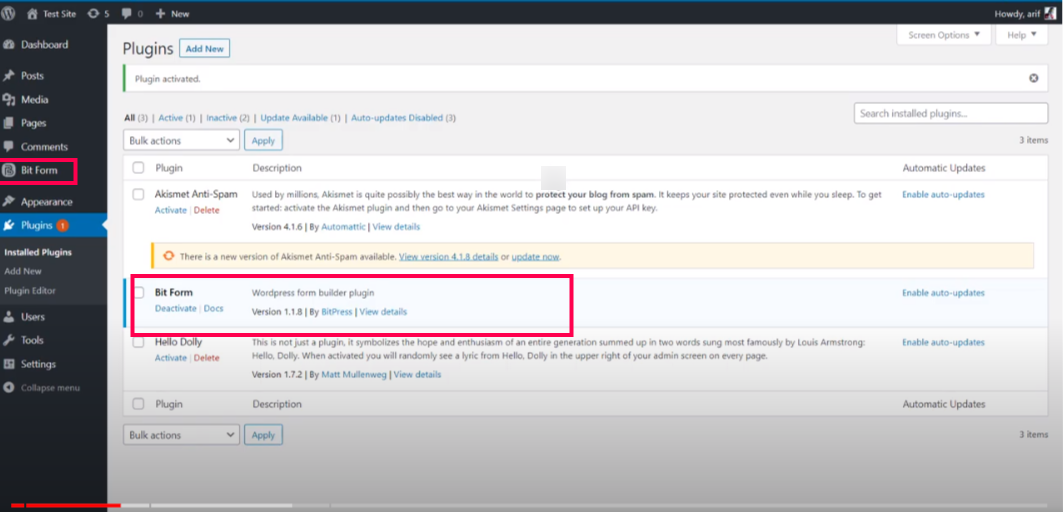 Test Site 5 0 + New Howdy, arif
Dashboard
Posts
Media
Pages
Comments
Bit Form
Appearance
Plugins 1
Installed Plugins
Add New
Plugin Editor
Users
Tools
Settings
Collapse menu
Screen Options ▼ Help ▼
Plugins Add New
Plugin activated.
All (3) | Active (1) | Inactive (2) | Update Available (1) | Auto-updates Disabled (3)
Search installed plugins...
Bulk actions Apply 3 items
Plugin Description Automatic Updates
Akismet Anti-Spam Used by millions, Akismet is quite possibly the best way in the world to protect your blog from spam. It keeps your site protected even while you sleep. To get Enable auto-updates
Activate | Delete started: activate the Akismet plugin and then go to your Akismet Settings page to set up your API key.
Version 4.1.6 | By Automattic | View details
There is a new version of Akismet Anti-Spam available. View version 4.1.8 details or update now.
Bit Form Wordpress form builder plugin Enable auto-updates
Deactivate | Docs Version 1.1.8 | By BitPress | View details
Hello Dolly This is not just a plugin, it symbolizes the hope and enthusiasm of an entire generation summed up in two words sung most famously by Louis Armstrong: Enable auto-updates
Activate | Delete Hello, Dolly. When activated you will randomly see a lyric from Hello, Dolly in the upper right of your admin screen on every page.
Version 1.7.2 | By Matt Mullenweg | View details
Plugin Description Automatic Updates
Bulk actions Apply 3 items